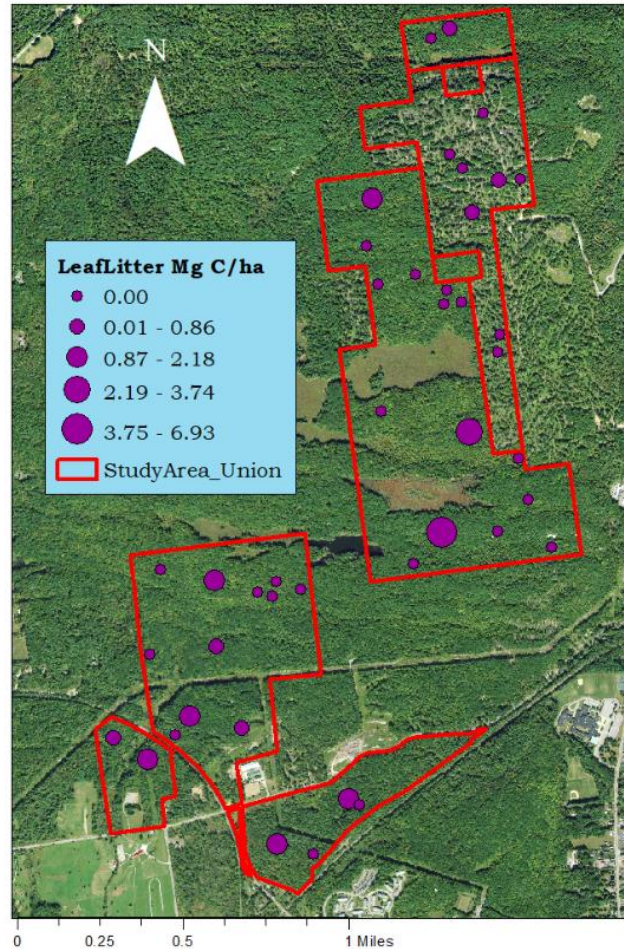 N
LeafLitter Mg C/ha
0.00
0.01 - 0.86
0.87 - 2.18
2.19 - 3.74
3.75 - 6.93
StudyArea_Union
0 0.25 0.5 1 Miles